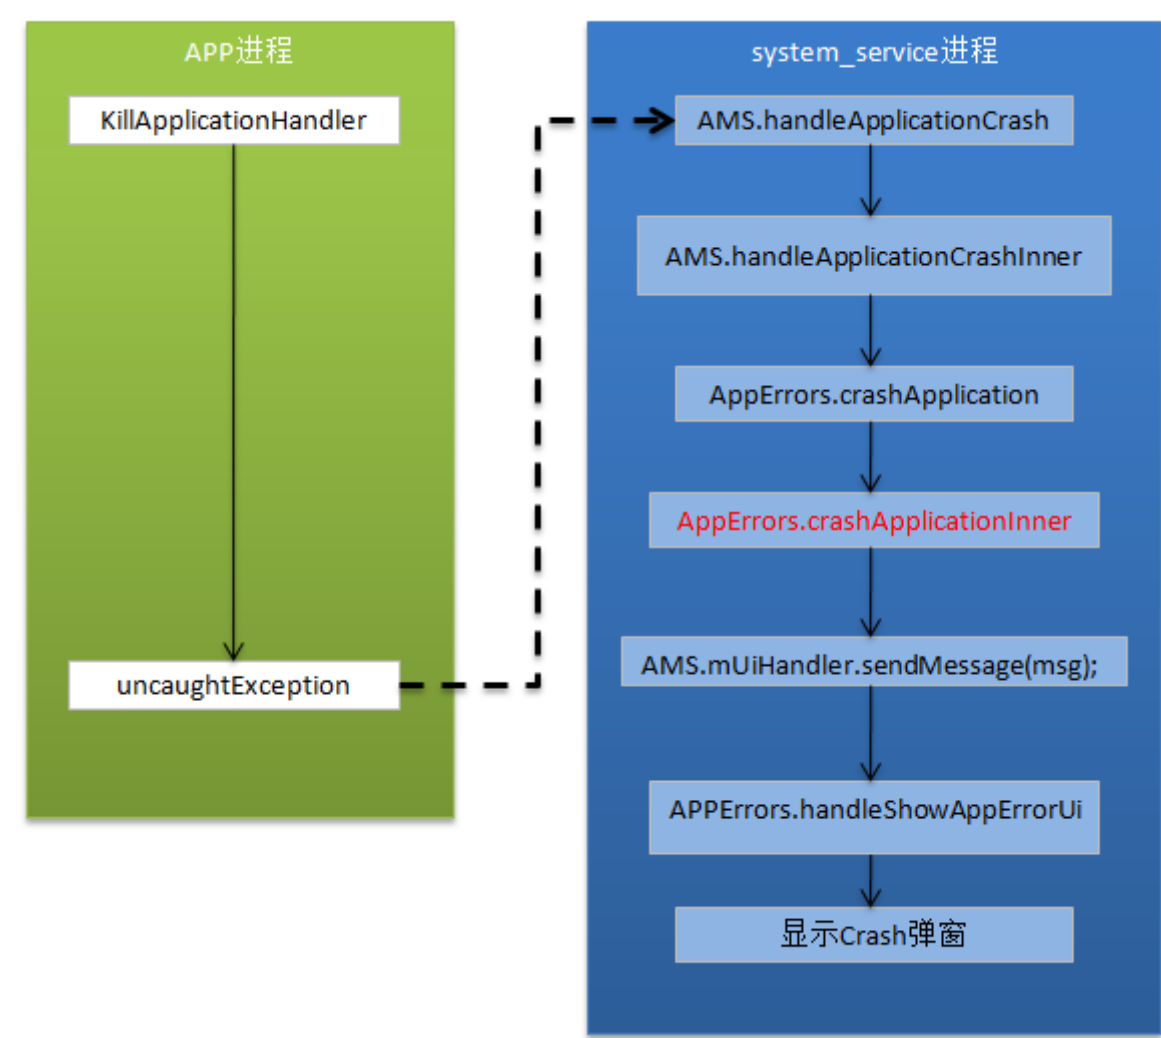 APP进程
KillApplicationHandler
uncaughtException
system_service进程
AMS.handleApplicationCrash
AMS.handleApplicationCrashInner
AppErrors.crashApplication
AppErrors.crashApplicationInner
AMS.mUiHandler.sendMessage(msg);
APPErrors.handleShowAppErrorUi
显示Crash弹窗